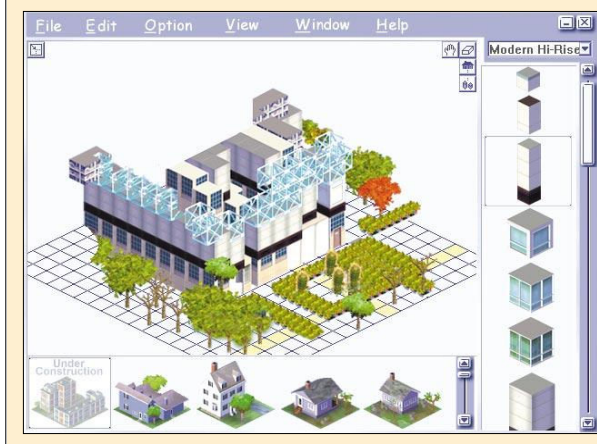 File Edit Option View Window Help
Modern Hi-Rise
Under
Construction